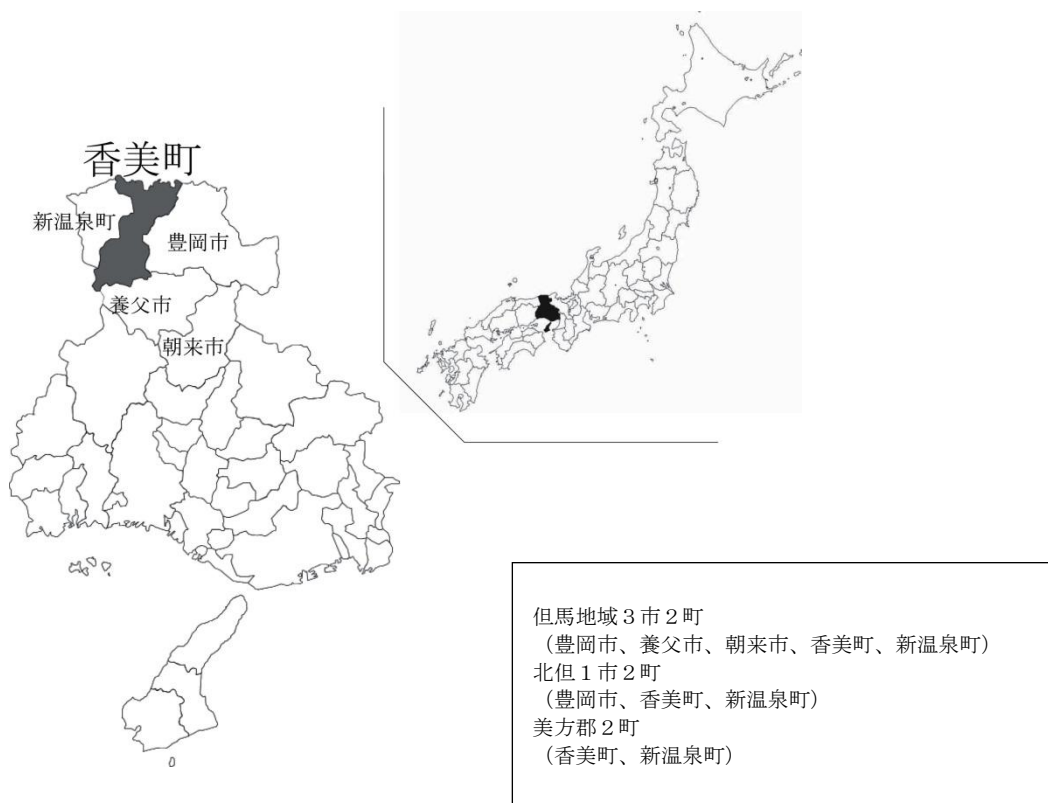 香美町
新温泉町
豊岡市
養父市
朝来市
但馬地域３市２町
（豊岡市、養父市、朝来市、香美町、新温泉町）
北但１市２町
（豊岡市、香美町、新温泉町）
美方郡２町
（香美町、新温泉町）